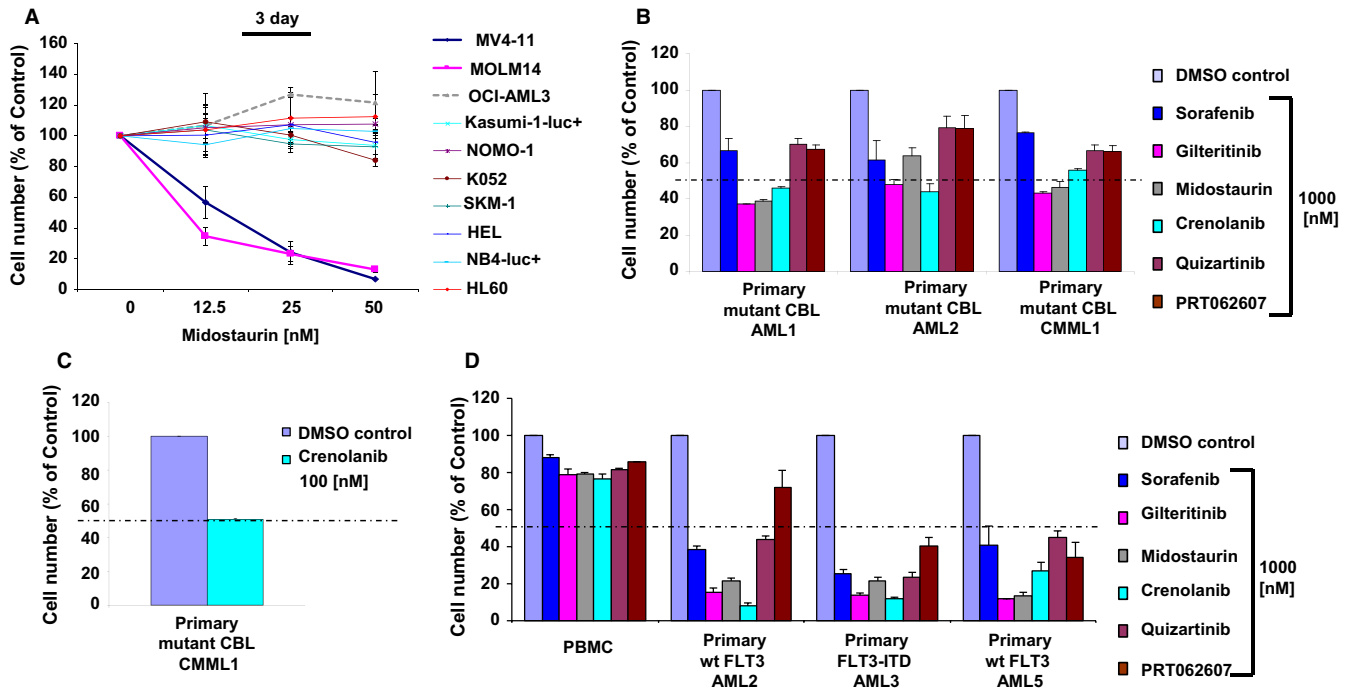 A
3 day
Cell number (% of Control)
160
140
120
100
80
60
40
20
0
0 12.5 25 50
Midostaurin [nM]
MV4-11
MOLM14
OCI-AML3
Kasumi-1-luc+
NOMO-1
K052
SKM-1
HEL
NB4-luc+
HL60
B
Cell number (% of Control)
120
100
80
60
40
20
0
Primary mutant CBL AML1
Primary mutant CBL AML2
Primary mutant CBL CMML1
DMSO control
Sorafenib
Gilteritinib
Midostaurin
Crenolanib
Quizartinib
PRT062607
1000
[nM]
C
Cell number (% of Control)
120
100
80
60
40
20
0
Primary
mutant CBL
CMML1
DMSO control
Crenolanib
100 [nM]
D
Cell number (% of Control)
120
100
80
60
40
20
0
PBMC
Primary wt FLT3 AML2
Primary FLT3-ITD AML3
Primary wt FLT3 AML5
DMSO control
Sorafenib
Gilteritinib
Midostaurin
Crenolanib
Quizartinib
PRT062607
1000
[nM]